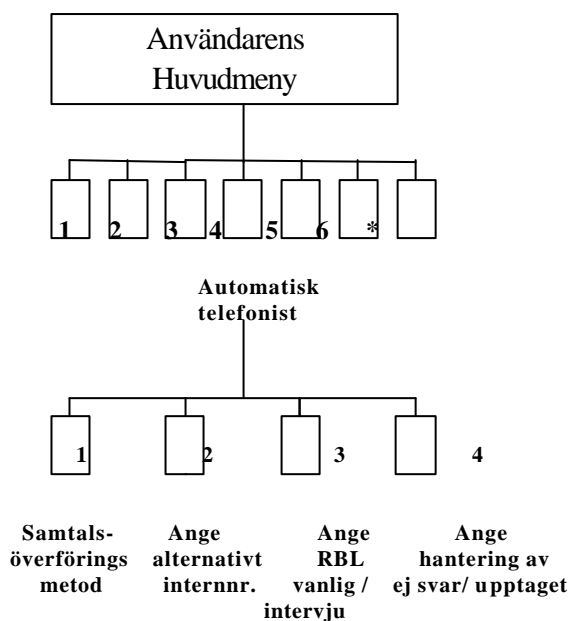 Användarens
Huvudmeny
1 2 3 4 5 6 *
Automatisk
telefonist
1 2 3 4
Samtals-
överförings
metod
Ange
alternativt
internnr.
Ange
RBL
vanlig /
intervju
Ange
hantering av
ej svar/ upptaget